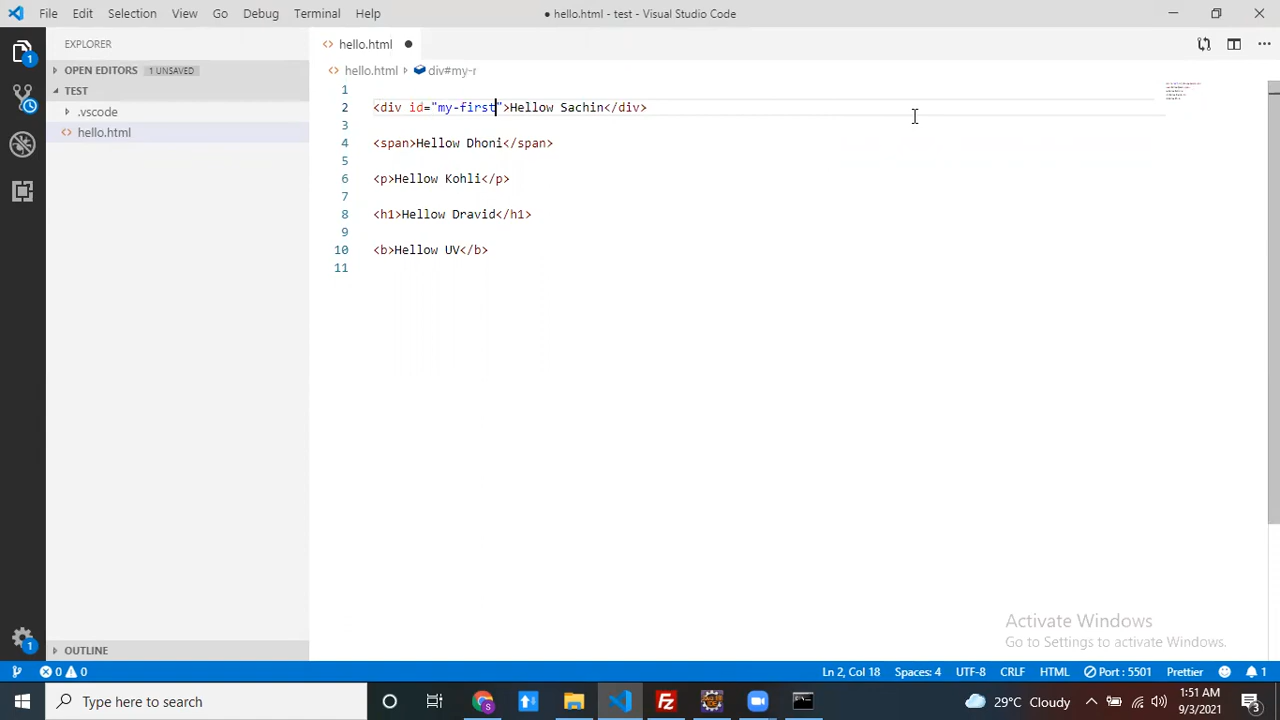 File Edit Selection View Go Debug Terminal Help
● hello.html - test - Visual Studio Code
EXPLORER
hello.html ●
OPEN EDITORS 1 UNSAVED
hello.html div#my-r
TEST
.vscode
hello.html
1
2 <div id="my-first">Hellow Sachin</div>
3
4 <span>Hellow Dhoni</span>
5
6 <p>Hellow Kohli</p>
7
8 <h1>Hellow Dravid</h1>
9
10 <b>Hellow UV</b>
11
1
1
Activate Windows
Go to Settings to activate Windows.
OUTLINE
0 0 Ln 2, Col 18 Spaces: 4 UTF-8 CRLF HTML Port : 5501 Prettier 1
Type here to search
29°C Cloudy
1:51 AM
9/3/2021
3